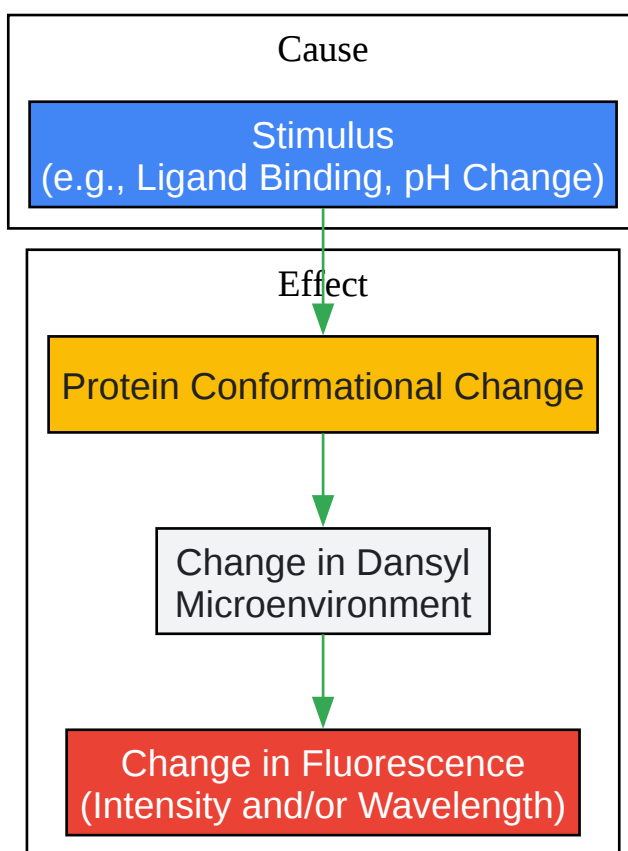 Cause
Stimulus
(e.g., Ligand Binding, pH Change)
Effect
Protein Conformational Change
Change in Dansyl
Microenvironment
Change in Fluorescence
(Intensity and/or Wavelength)